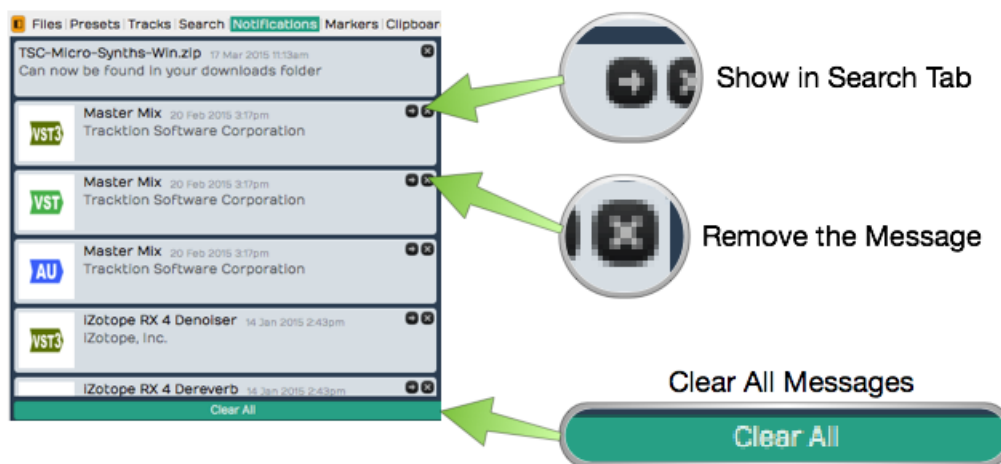 Files Presets Tracks Search Notifications Markers Clipboar
TSC-Micro-Synths-Win.zip 17 Mar 2015 11:13am
Can now be found in your downloads folder
VST3
Master Mix 20 Feb 2015 3:17pm
Tracktion Software Corporation
VST
Master Mix 20 Feb 2015 3:17pm
Tracktion Software Corporation
AU
Master Mix 20 Feb 2015 3:17pm
Tracktion Software Corporation
VST3
iZotope RX 4 Denoiser 14 Jan 2015 2:43pm
iZotope, Inc.
iZotope RX 4 Dereverb 14 Jan 2015 2:43pm
Clear All
Show in Search Tab
Remove the Message
Clear All Messages
Clear All